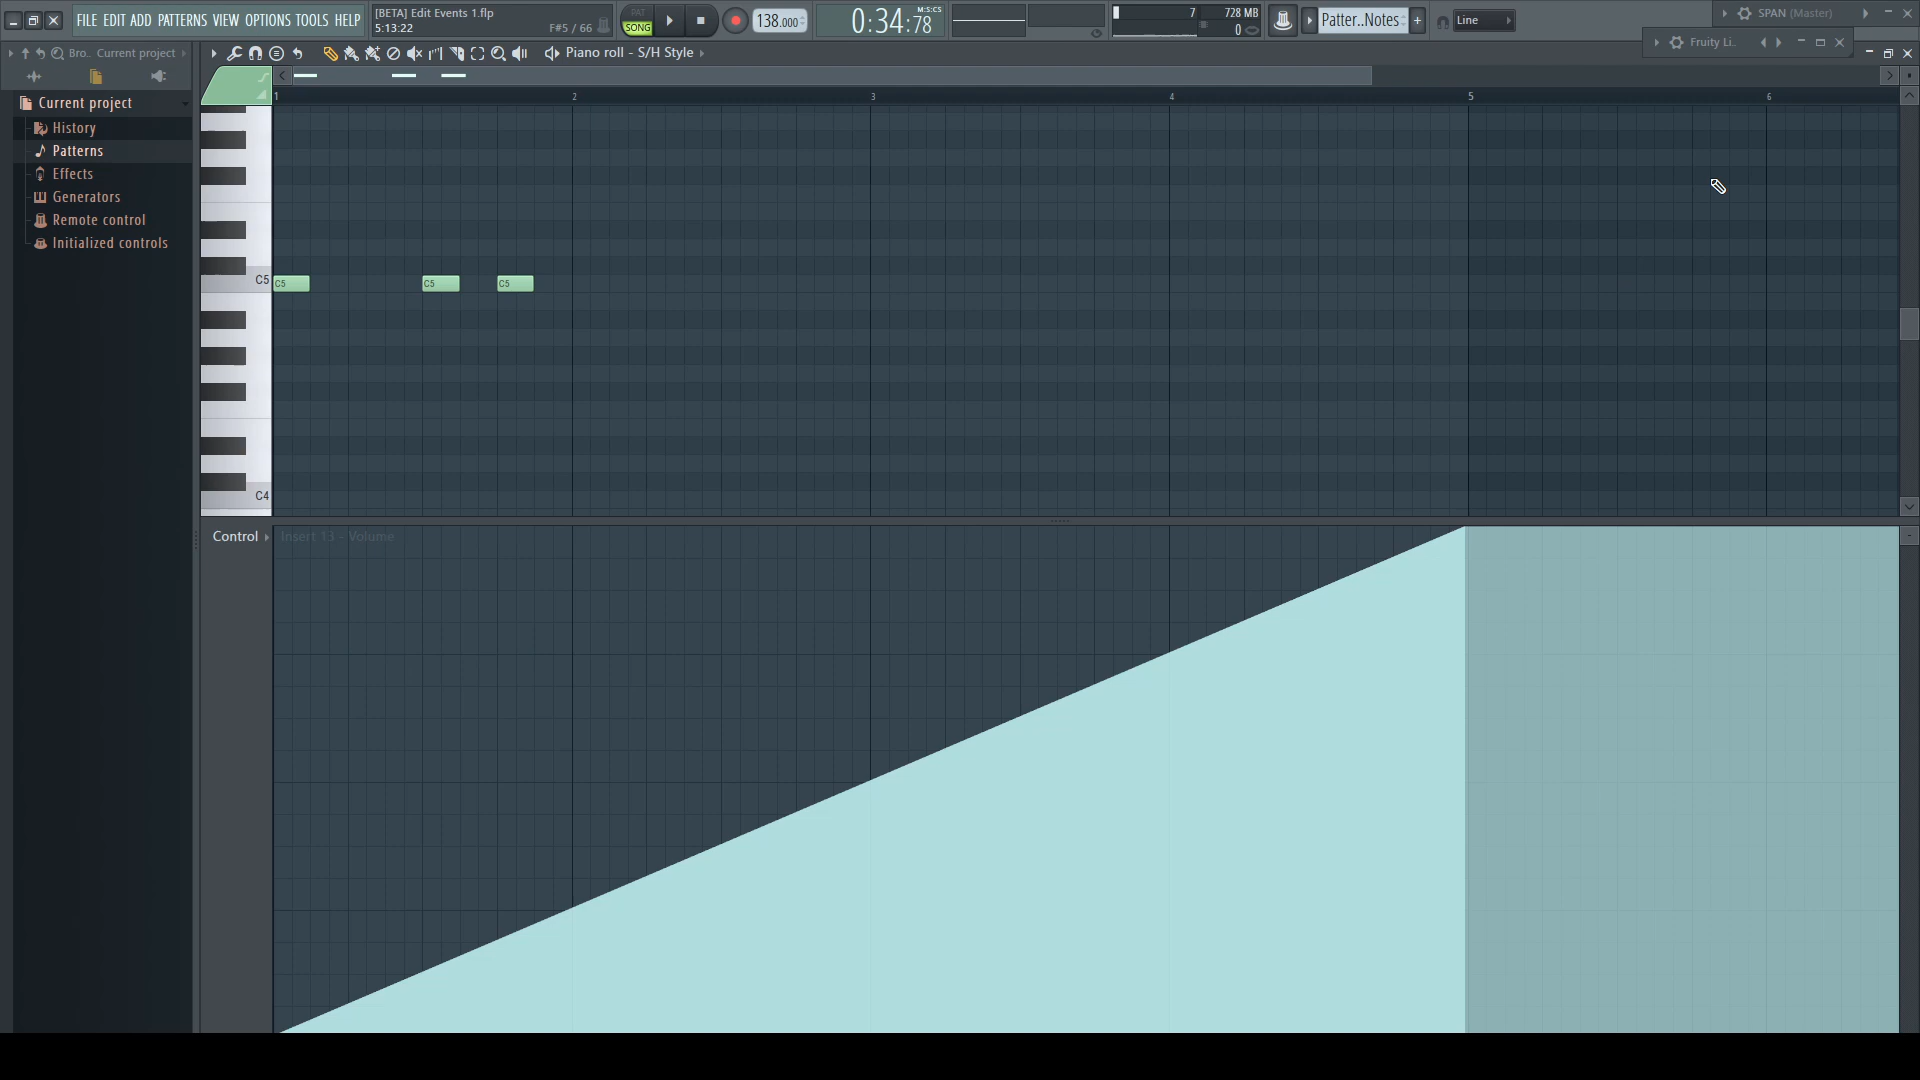 FILE EDIT ADD PATTERNS VIEW OPTIONS TOOLS HELP
[BETA] Edit Events 1.flp
5:13:22 F#5 / 66
PAT
SONG
138.000
0:34:78 M:S:CS
7 728 MB
0
Patter..Notes
Line
SPAN (Master)
Fruity Li..
Bro.. Current project
Piano roll - S/H Style
Current project
History
Patterns
Effects
Generators
Remote control
Initialized controls
1 2 3 4 5 6
C5 C5 C5 C5
C4
Control Insert 13 - Volume